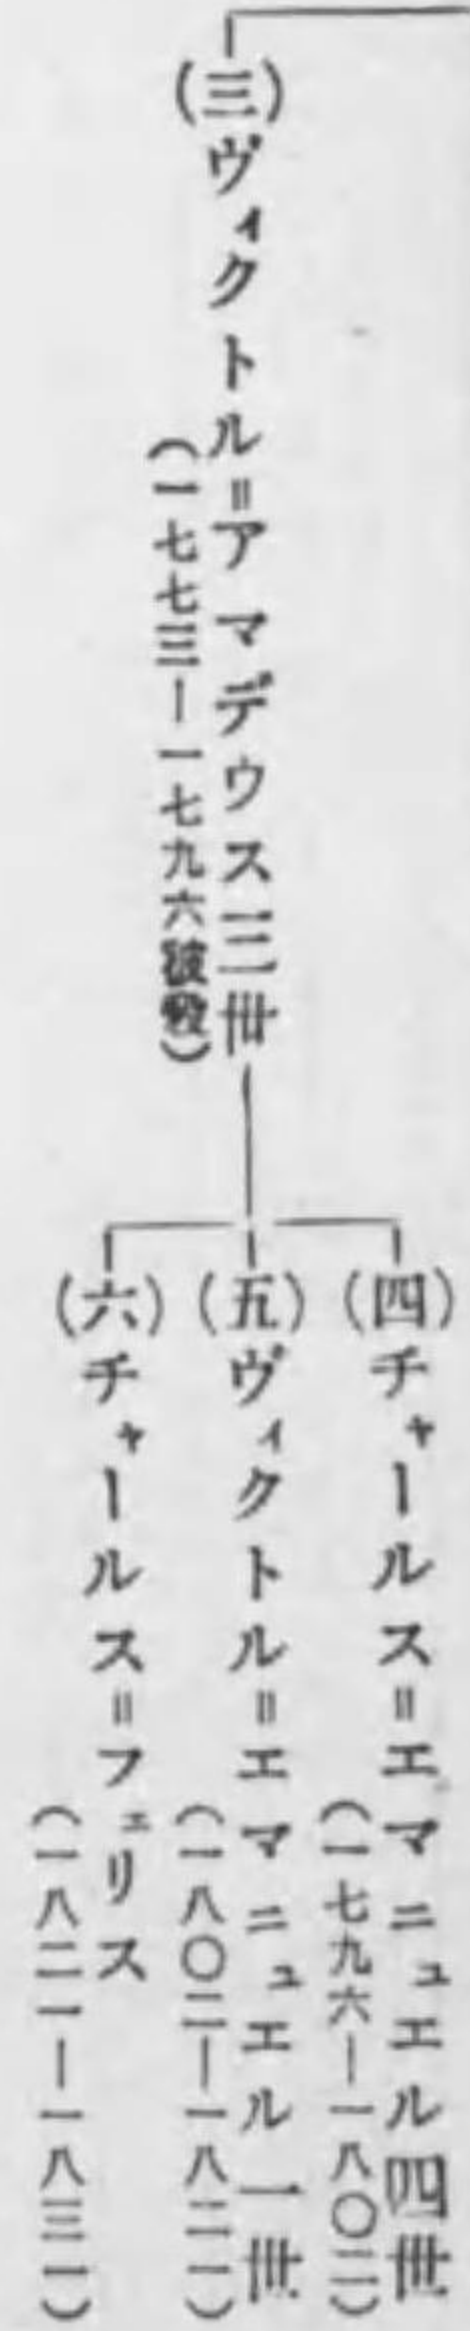 (三)ヴィクトル=アマデウス三世
(一七七三―一七九六被殺)
(四)チャールス=エマニュエル四世
(一七九六―一八〇二)
(五)ヴィクトル=エマニュエル一世
(一八〇二―一八二一)
(六)チャールス=フェリス
(一八二一―一八三一)